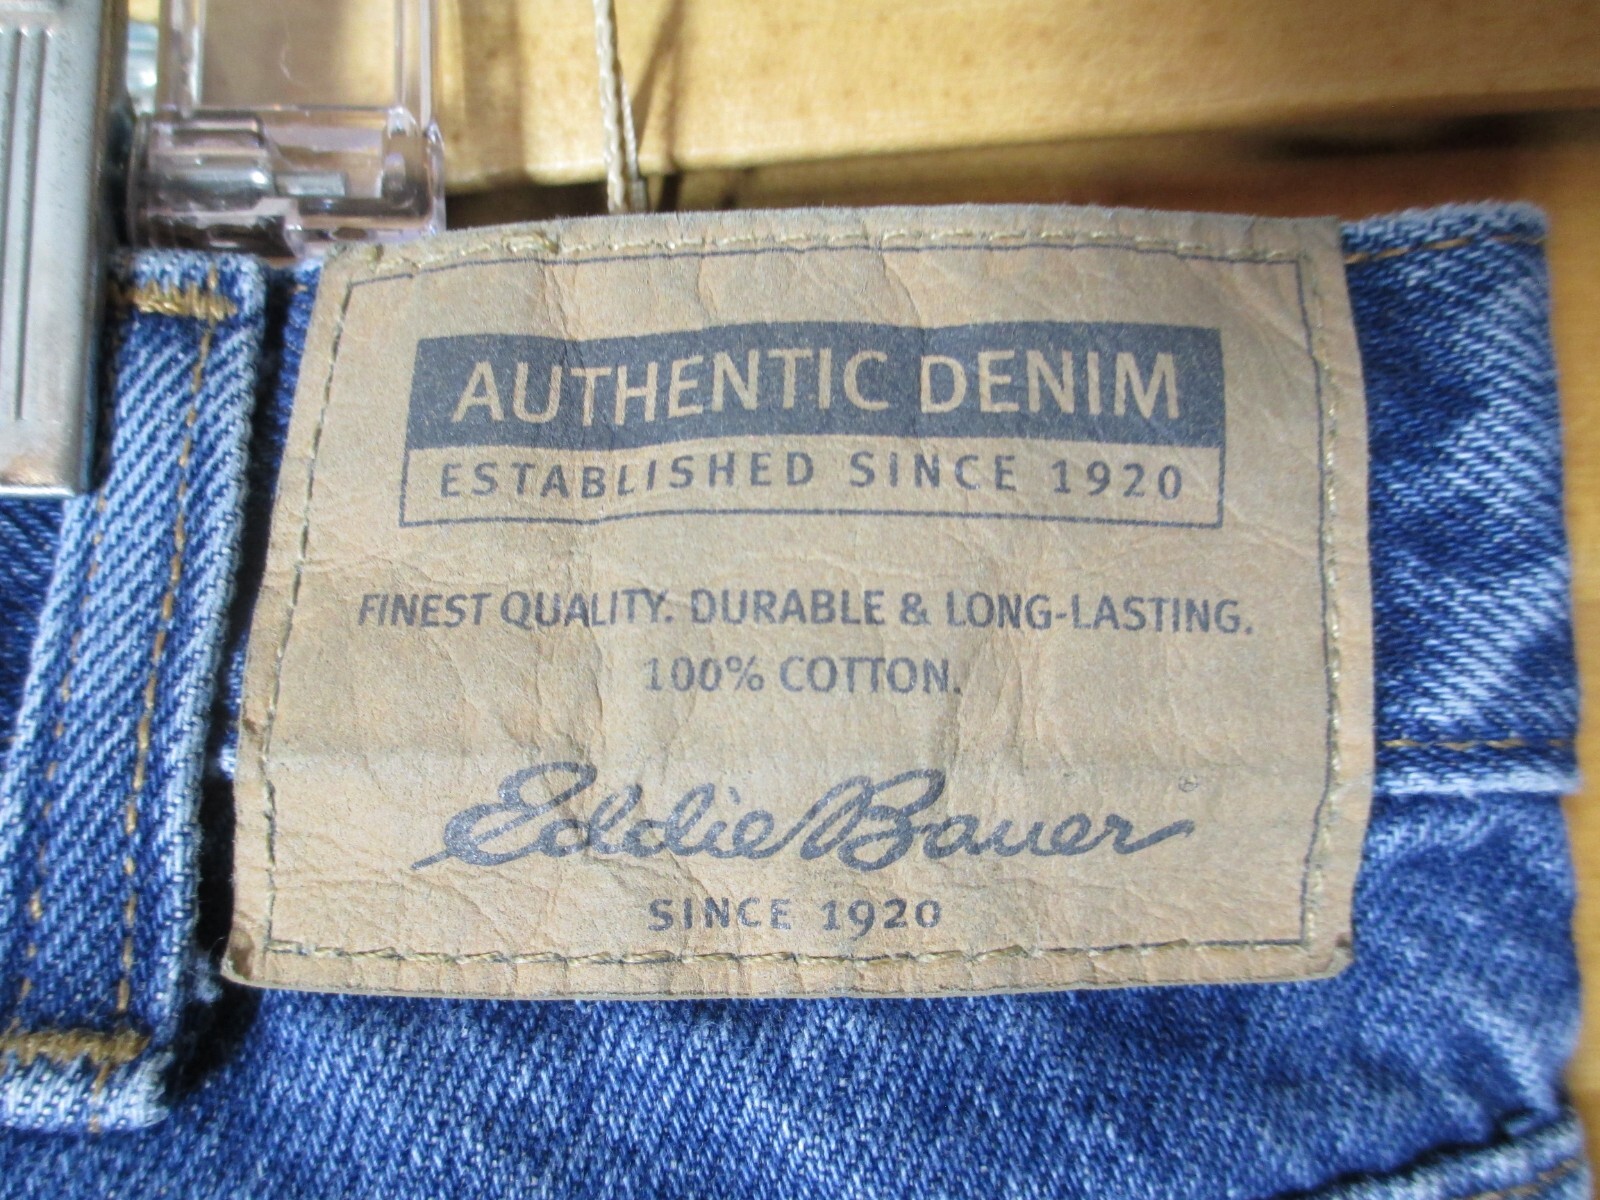 AUTHENTIC DENIM
ESTABLISHED SINCE 1920
FINEST QUALITY. DURABLE & LONG-LASTING.
100% COTTON.
Eddie Bauer®
SINCE 1920